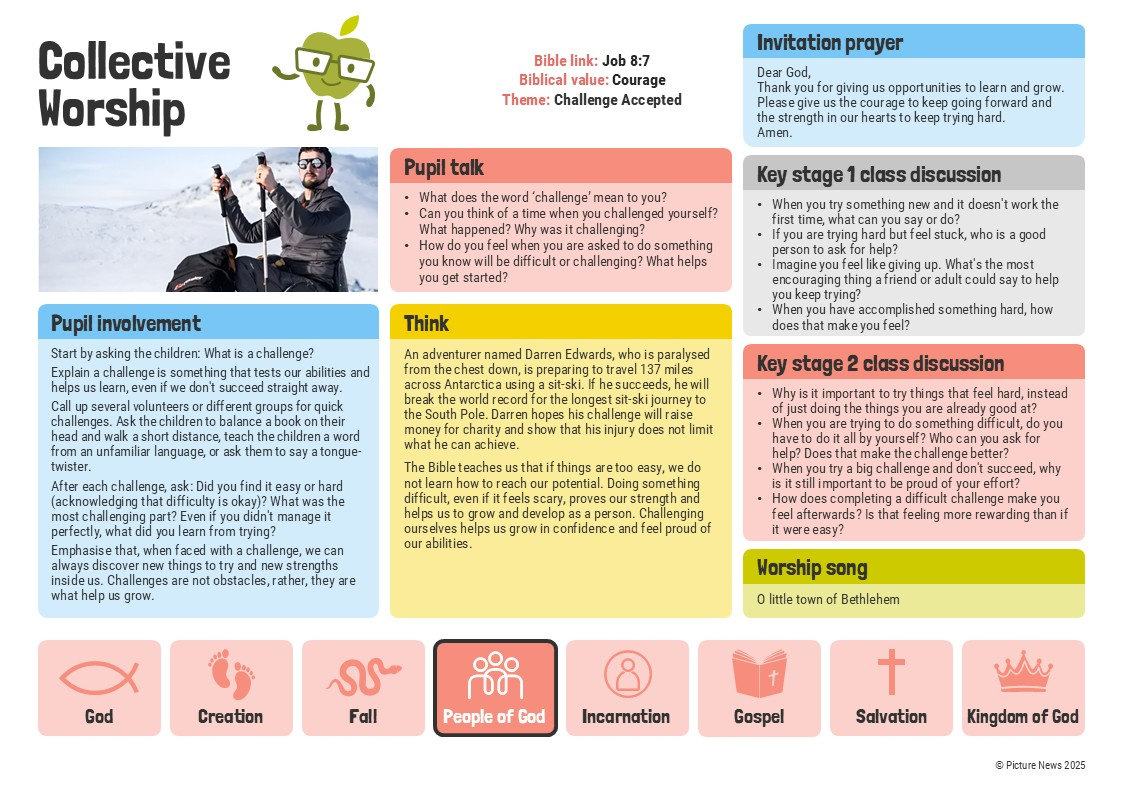 Collective
Worship
Bible link: Job 8:7
Biblical value: Courage
Theme: Challenge Accepted
Invitation prayer
Dear God,
Thank you for giving us opportunities to learn and grow.
Please give us the courage to keep going forward and
the strength in our hearts to keep trying hard.
Amen.
Pupil talk
• What does the word ‘challenge’ mean to you?
• Can you think of a time when you challenged yourself?
What happened? Why was it challenging?
• How do you feel when you are asked to do something
you know will be difficult or challenging? What helps
you get started?
Key stage 1 class discussion
• When you try something new and it doesn't work the
first time, what can you say or do?
• If you are trying hard but feel stuck, who is a good
person to ask for help?
• Imagine you feel like giving up. What's the most
encouraging thing a friend or adult could say to help
you keep trying?
• When you have accomplished something hard, how
does that make you feel?
Pupil involvement
Start by asking the children: What is a challenge?
Explain a challenge is something that tests our abilities and
helps us learn, even if we don't succeed straight away.
Call up several volunteers or different groups for quick
challenges. Ask the children to balance a book on their
head and walk a short distance, teach the children a word
from an unfamiliar language, or ask them to say a tongue-
twister.
After each challenge, ask: Did you find it easy or hard
(acknowledging that difficulty is okay)? What was the
most challenging part? Even if you didn't manage it
perfectly, what did you learn from trying?
Emphasise that, when faced with a challenge, we can
always discover new things to try and new strengths
inside us. Challenges are not obstacles, rather, they are
what help us grow.
Think
An adventurer named Darren Edwards, who is paralysed
from the chest down, is preparing to travel 137 miles
across Antarctica using a sit-ski. If he succeeds, he will
break the world record for the longest sit-ski journey to
the South Pole. Darren hopes his challenge will raise
money for charity and show that his injury does not limit
what he can achieve.
The Bible teaches us that if things are too easy, we do
not learn how to reach our potential. Doing something
difficult, even if it feels scary, proves our strength and
helps us to grow and develop as a person. Challenging
ourselves helps us grow in confidence and feel proud of
our abilities.
Key stage 2 class discussion
• Why is it important to try things that feel hard, instead
of just doing the things you are already good at?
• When you are trying to do something difficult, do you
have to do it all by yourself? Who can you ask for
help? Does that make the challenge better?
• When you try a big challenge and don't succeed, why
is it still important to be proud of your effort?
• How does completing a difficult challenge make you
feel afterwards? Is that feeling more rewarding than if
it were easy?
Worship song
O little town of Bethlehem
God
Creation
Fall
People of God
Incarnation
Gospel
Salvation
Kingdom of God
© Picture News 2025